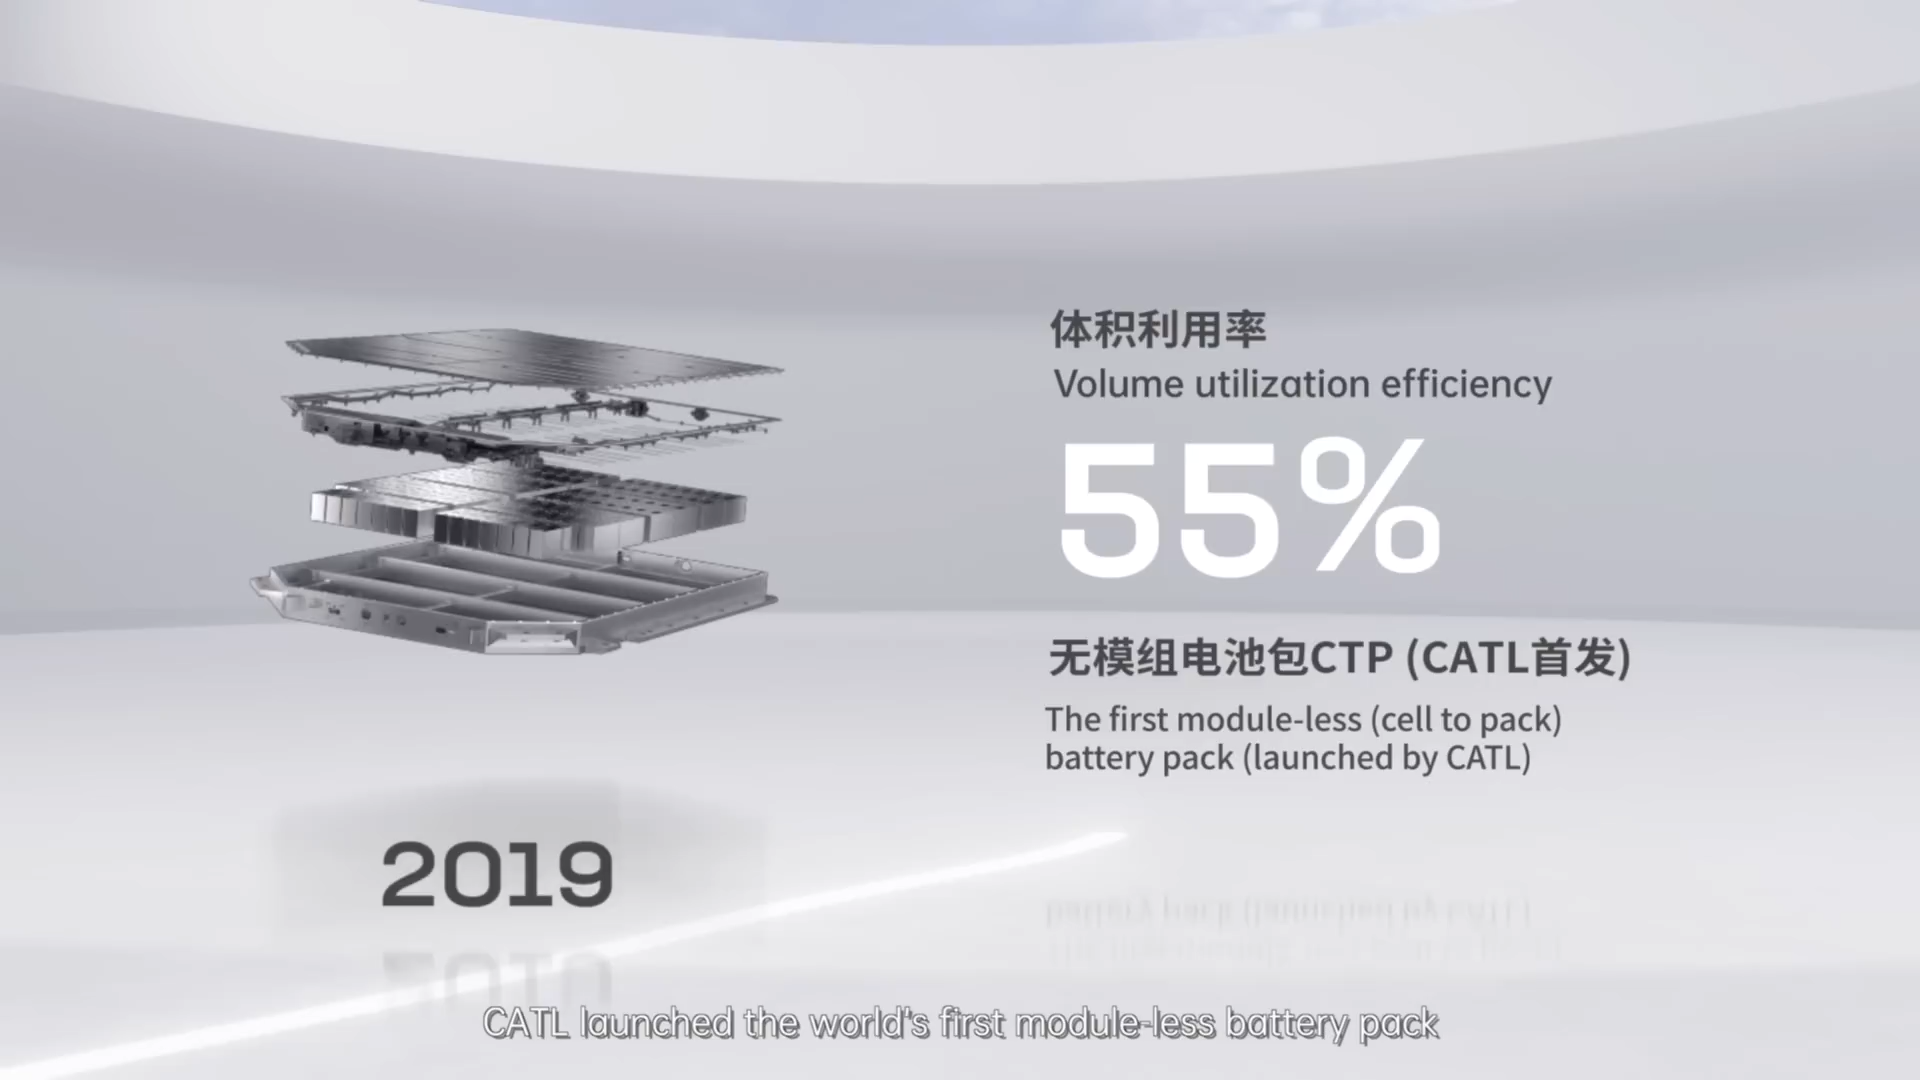 体积利用率
Volume utilization efficiency
55%
无模组电池包CTP (CATL首发)
The first module-less (cell to pack)
battery pack (launched by CATL)
2019
CATL launched the world's first module-less battery pack